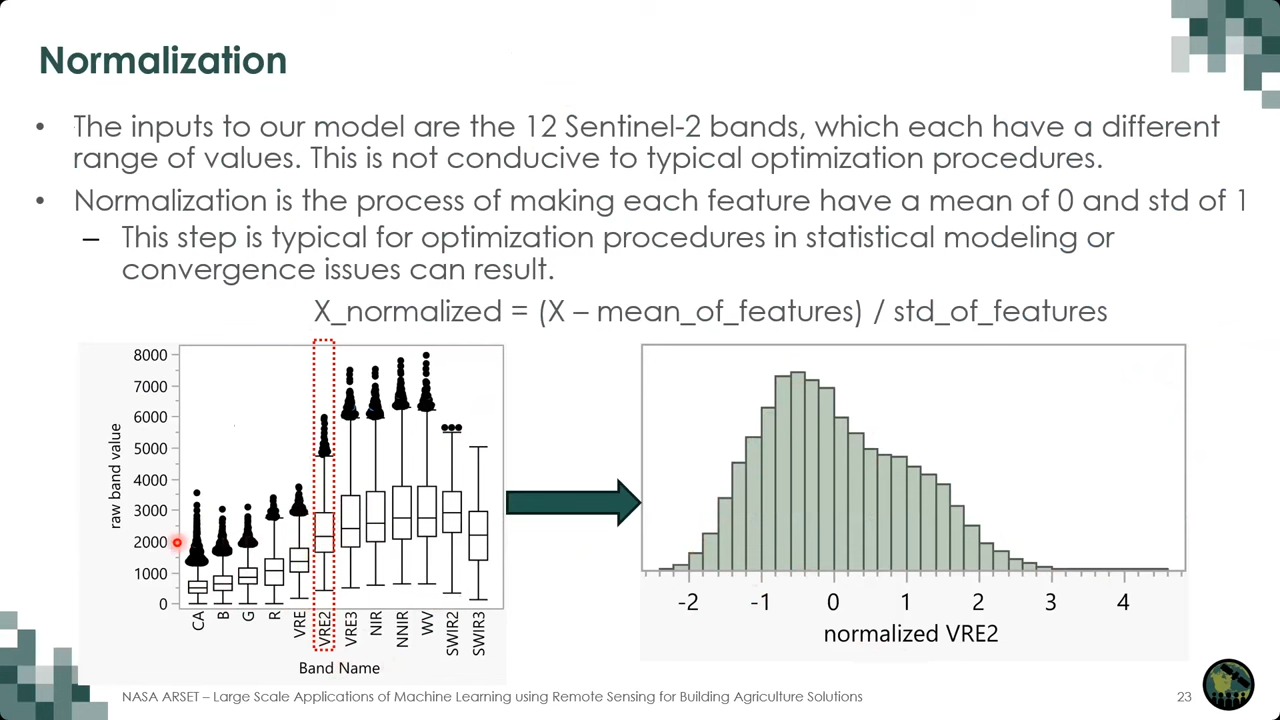 Normalization
• The inputs to our model are the 12 Sentinel-2 bands, which each have a different
range of values. This is not conducive to typical optimization procedures.
• Normalization is the process of making each feature have a mean of 0 and std of 1
– This step is typical for optimization procedures in statistical modeling or
convergence issues can result.
X_normalized = (X – mean_of_features) / std_of_features
raw band value
8000
7000
6000
5000
4000
3000
2000
1000
0
CA
B
G
R
VRE
VRE2
VRE3
NIR
NNIR
WV
SWIR2
SWIR3
Band Name
-2 -1 0 1 2 3 4
normalized VRE2
NASA ARSET – Large Scale Applications of Machine Learning using Remote Sensing for Building Agriculture Solutions
23